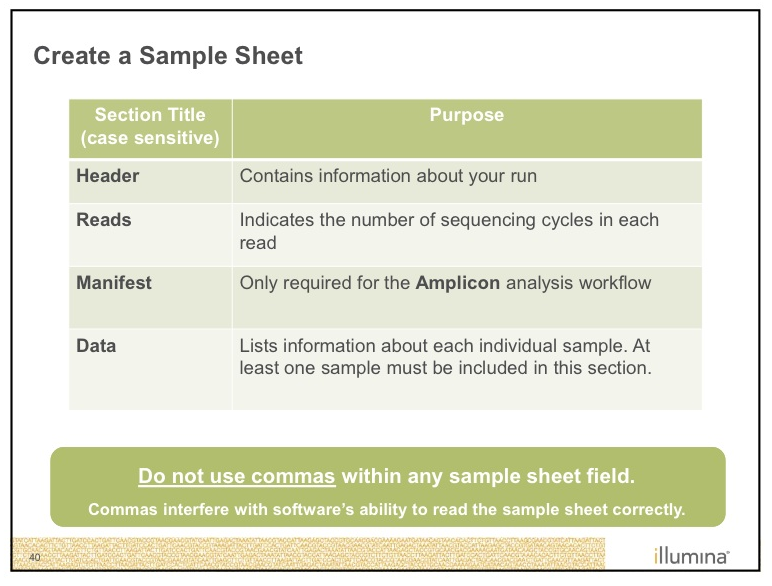 Create a Sample Sheet
Section Title
(case sensitive)
Purpose
Header
Contains information about your run
Reads
Indicates the number of sequencing cycles in each
read
Manifest
Only required for the Amplicon analysis workflow
Data
Lists information about each individual sample. At
least one sample must be included in this section.
Do not use commas within any sample sheet field.
Commas interfere with software’s ability to read the sample sheet correctly.
40
illumina®